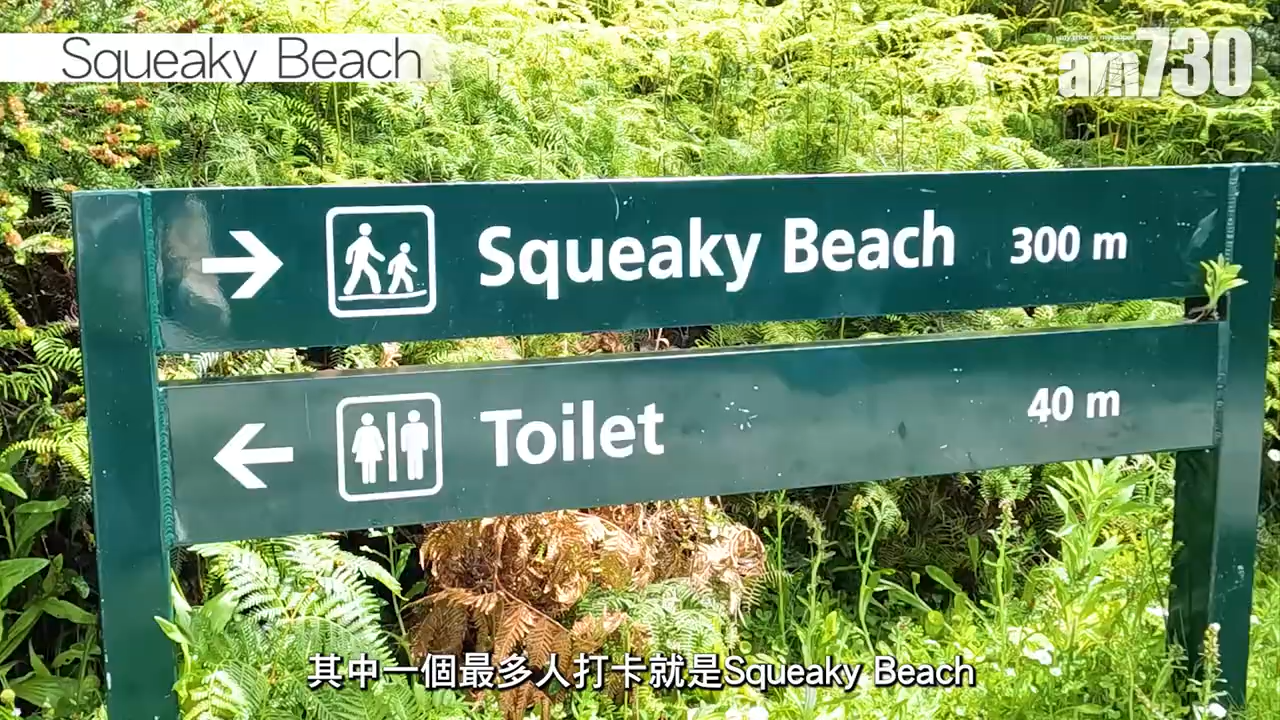 Squeaky Beach
am730
Squeaky Beach 300 m
Toilet 40 m
其中一個最多人打卡就是Squeaky Beach